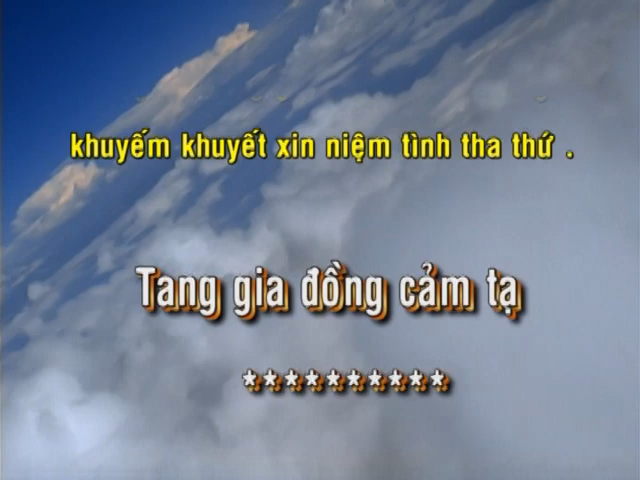 khuyếm khuyết xin niệm tình tha thứ .
Tang gia đồng cảm tạ
**********